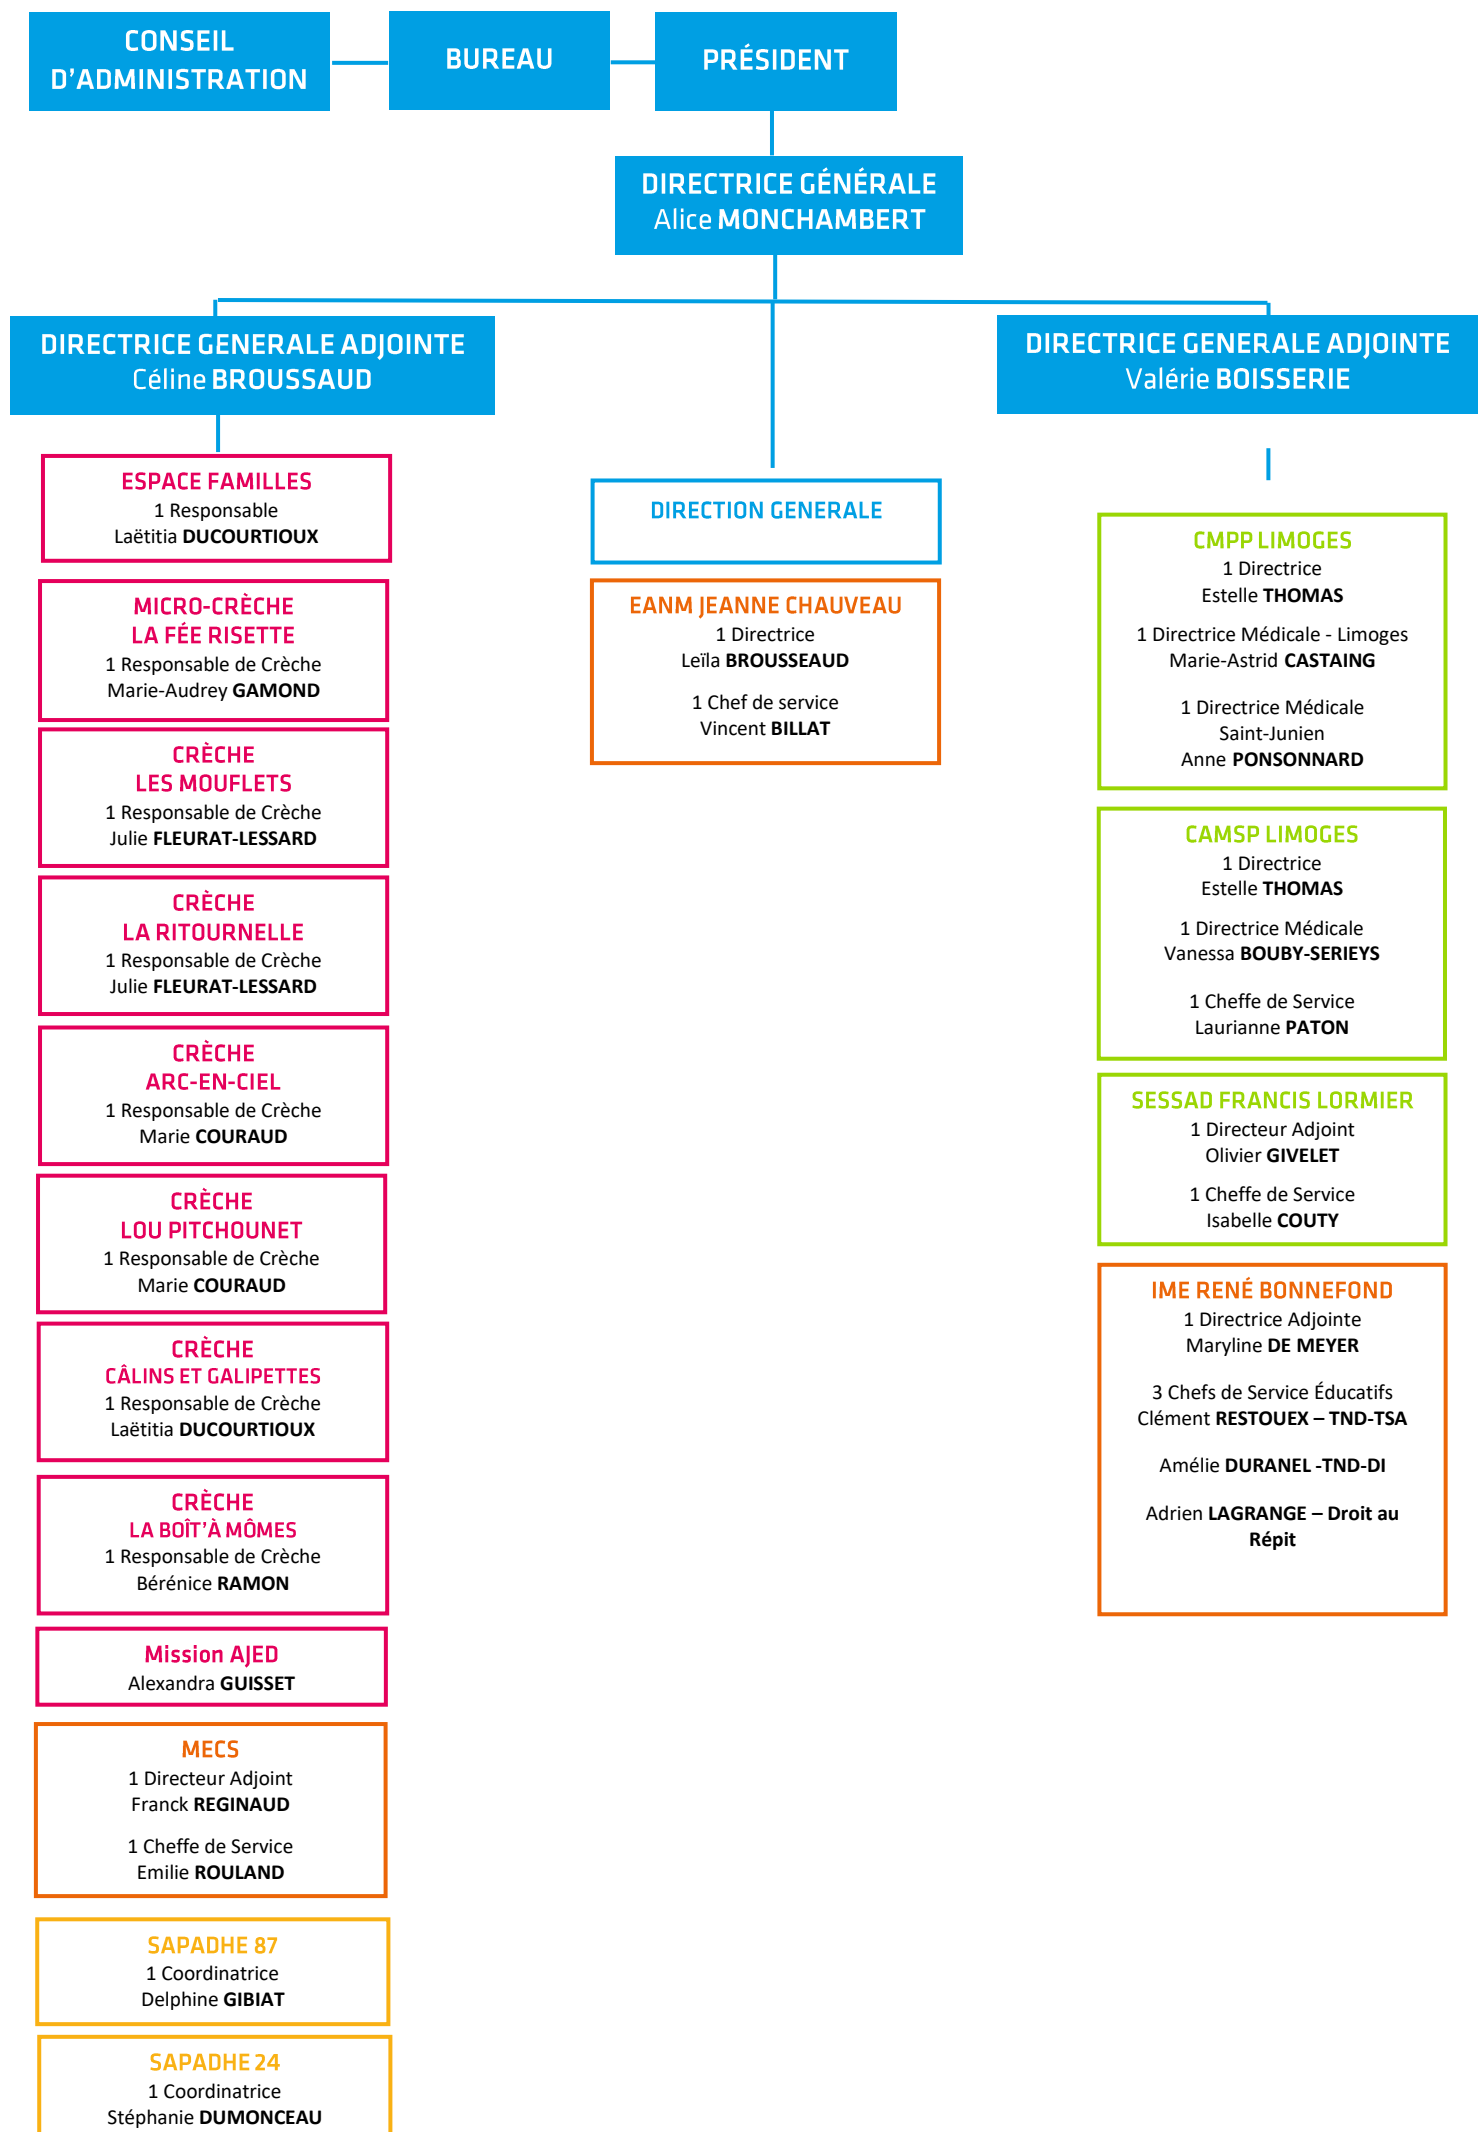 CONSEIL
D'ADMINISTRATION
BUREAU
PRÉSIDENT
DIRECTRICE GÉNÉRALE
Alice MONCHAMBERT
DIRECTRICE GENERALE ADJOINTE
Céline BROUSSAUD
DIRECTRICE GENERALE ADJOINTE
Valérie BOISSERIE
ESPACE FAMILLES
1 Responsable
Laëtitia DUCOURTIOUX
MICRO-CRÈCHE
LA FÉE RISETTE
1 Responsable de Crèche
Marie-Audrey GAMOND
CRÈCHE
LES MOUFLETS
1 Responsable de Crèche
Julie FLEURAT-LESSARD
CRÈCHE
LA RITOURNELLE
1 Responsable de Crèche
Julie FLEURAT-LESSARD
CRÈCHE
ARC-EN-CIEL
1 Responsable de Crèche
Marie COURAUD
CRÈCHE
LOU PITCHOUNET
1 Responsable de Crèche
Marie COURAUD
CRÈCHE
CÂLINS ET GALIPETTES
1 Responsable de Crèche
Laëtitia DUCOURTIOUX
CRÈCHE
LA BOÎT'À MÔMES
1 Responsable de Crèche
Bérénice RAMON
Mission AJED
Alexandra GUISSET
MECS
1 Directeur Adjoint
Franck REGINAUD
1 Cheffe de Service
Emilie ROULAND
SAPADHE 87
1 Coordinatrice
Delphine GIBIAT
SAPADHE 24
1 Coordinatrice
Stéphanie DUMONCEAU
DIRECTION GENERALE
EANM JEANNE CHAUVEAU
1 Directrice
Leïla BROUSSEAUD
1 Chef de service
Vincent BILLAT
CMPP LIMOGES
1 Directrice
Estelle THOMAS
1 Directrice Médicale - Limoges
Marie-Astrid CASTAING
1 Directrice Médicale
Saint-Junien
Anne PONSONNARD
CAMSP LIMOGES
1 Directrice
Estelle THOMAS
1 Directrice Médicale
Vanessa BOUBY-SERIEYS
1 Cheffe de Service
Laurianne PATON
SESSAD FRANCIS LORMIER
1 Directeur Adjoint
Olivier GIVELET
1 Cheffe de Service
Isabelle COUTY
IME RENÉ BONNEFOND
1 Directrice Adjointe
Maryline DE MEYER
3 Chefs de Service Éducatifs
Clément RESTOUEX – TND-TSA
Amélie DURANEL -TND-DI
Adrien LAGRANGE – Droit au
Répit